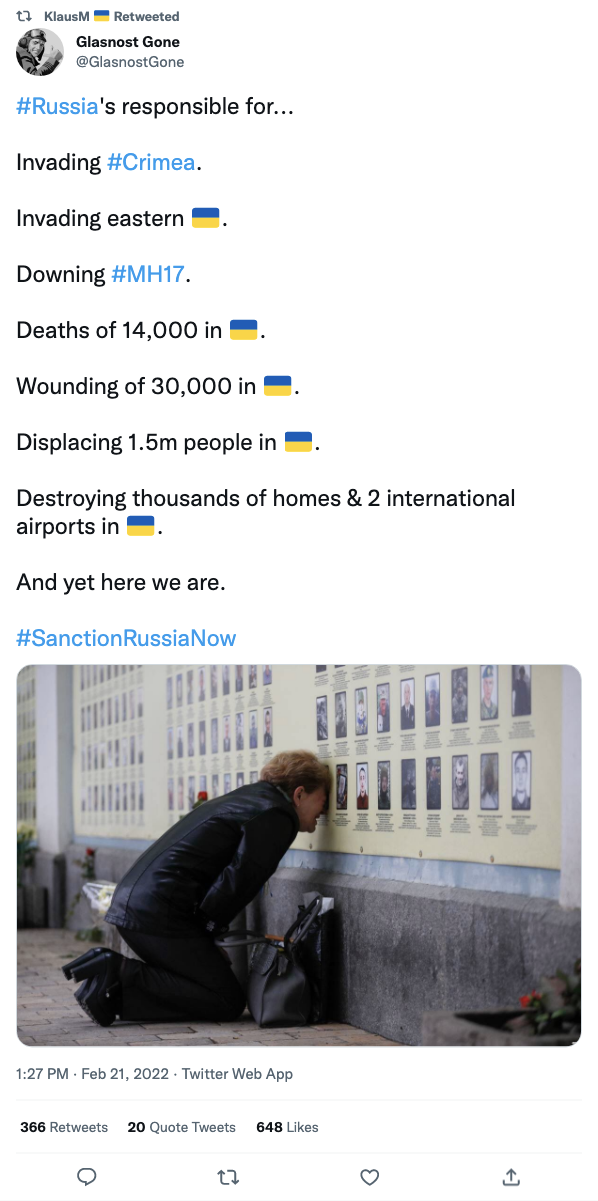 KlausM 🇺🇦 Retweeted
Glasnost Gone
@GlasnostGone
#Russia's responsible for...
Invading #Crimea.
Invading eastern 🇺🇦.
Downing #MH17.
Deaths of 14,000 in 🇺🇦.
Wounding of 30,000 in 🇺🇦.
Displacing 1.5m people in 🇺🇦.
Destroying thousands of homes & 2 international
airports in 🇺🇦.
And yet here we are.
#SanctionRussiaNow
1:27 PM · Feb 21, 2022 · Twitter Web App
366 Retweets 20 Quote Tweets 648 Likes